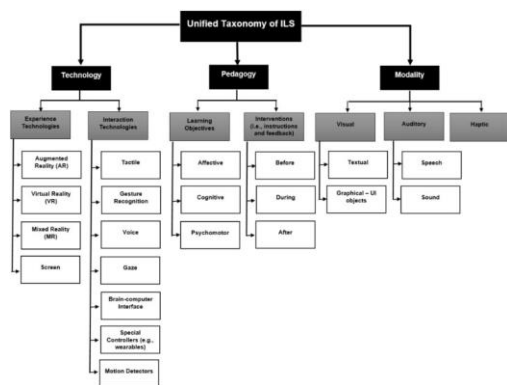 Unified Taxonomy of ILS
Technology
Pedagogy
Modality
Experience
Technologies
Interaction
Technologies
Learning
Objectives
Interventions
(i.e., instructions
and feedback)
Visual
Auditory
Haptic
Augmented
Reality (AR)
Virtual Reality
(VR)
Mixed Reality
(MR)
Screen
Tactile
Gesture
Recognition
Voice
Gaze
Brain-computer
Interface
Special
Controllers (e.g.,
wearables)
Motion Detectors
Affective
Cognitive
Psychomotor
Before
During
After
Textual
Graphical – UI
objects
Speech
Sound